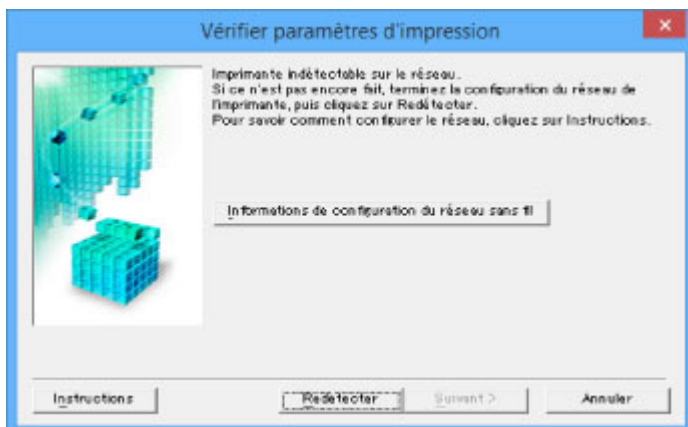 Vérifier paramètres d'impression
Imprimante indétectable sur le réseau.
Si ce n'est pas encore fait, terminez la configuration du réseau de
l'imprimante, puis cliquez sur Redétecter.
Pour savoir comment configurer le réseau, cliquez sur Instructions.
Informations de configuration du réseau sans fil
Instructions
Redétecter
Suivant >
Annuler